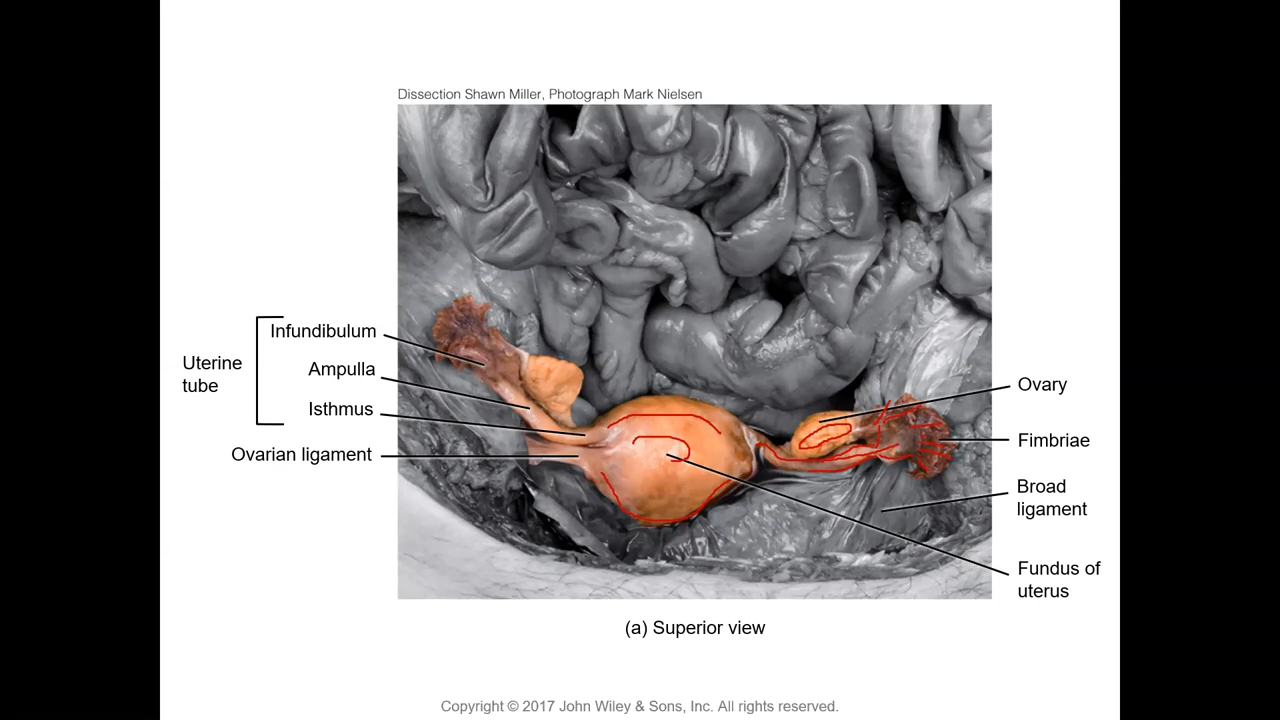 Dissection Shawn Miller, Photograph Mark Nielsen
Uterine
tube
Infundibulum
Ampulla
Isthmus
Ovarian ligament
Ovary
Fimbriae
Broad
ligament
Fundus of
uterus
(a) Superior view
Copyright © 2017 John Wiley & Sons, Inc. All rights reserved.